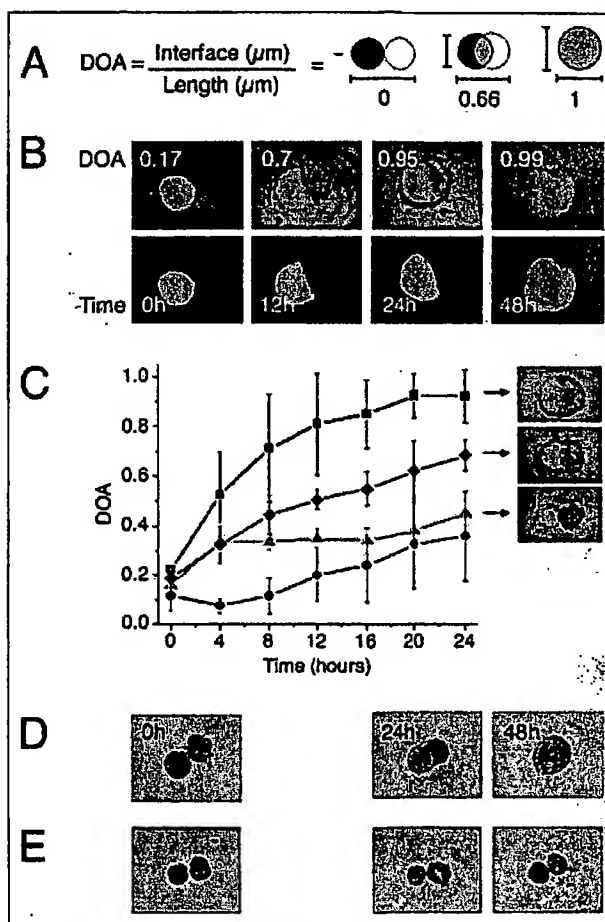 A DOA = Interface (µm) / Length (µm) = 0 0.66 1
B DOA 0.17 0.7 0.95 0.99
Time 0h 12h 24h 48h
C
DOA
1.0
0.8
0.6
0.4
0.2
0.0
0 4 8 12 16 20 24
Time (hours)
D 0h 24h 48h
E